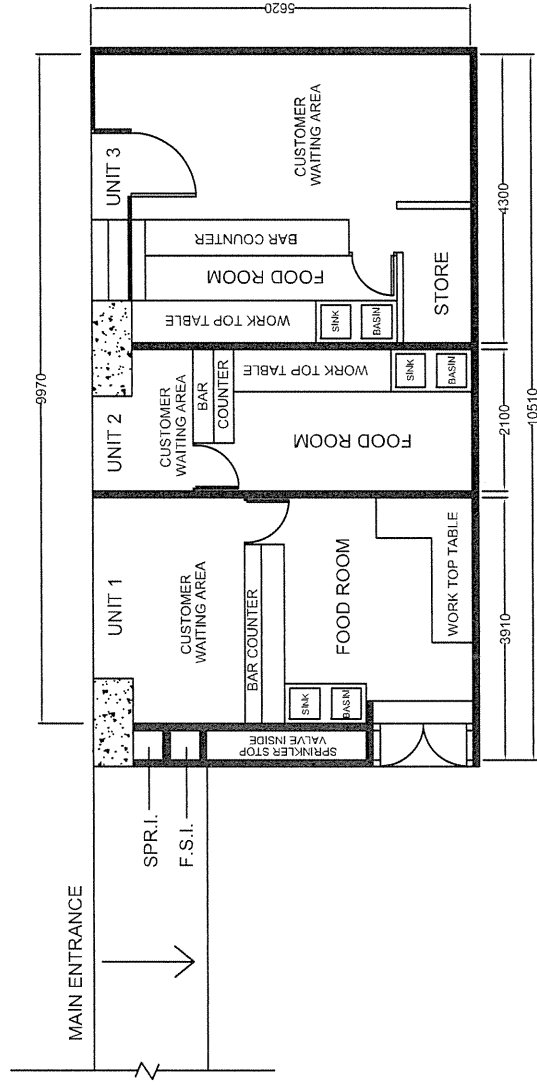 5620
9970
UNIT 3
CUSTOMER
WAITING AREA
BAR COUNTER
FOOD ROOM
WORK TOP TABLE
SINK
BASIN
STORE
4300
UNIT 2
CUSTOMER
WAITING AREA
BAR
COUNTER
WORK TOP TABLE
SINK
BASIN
FOOD ROOM
2100
10510
UNIT 1
CUSTOMER
WAITING AREA
BAR COUNTER
FOOD ROOM
WORK TOP TABLE
SINK
BASIN
3910
SPRINKLER STOP
VALVE INSIDE
SPR.I.
F.S.I.
MAIN ENTRANCE